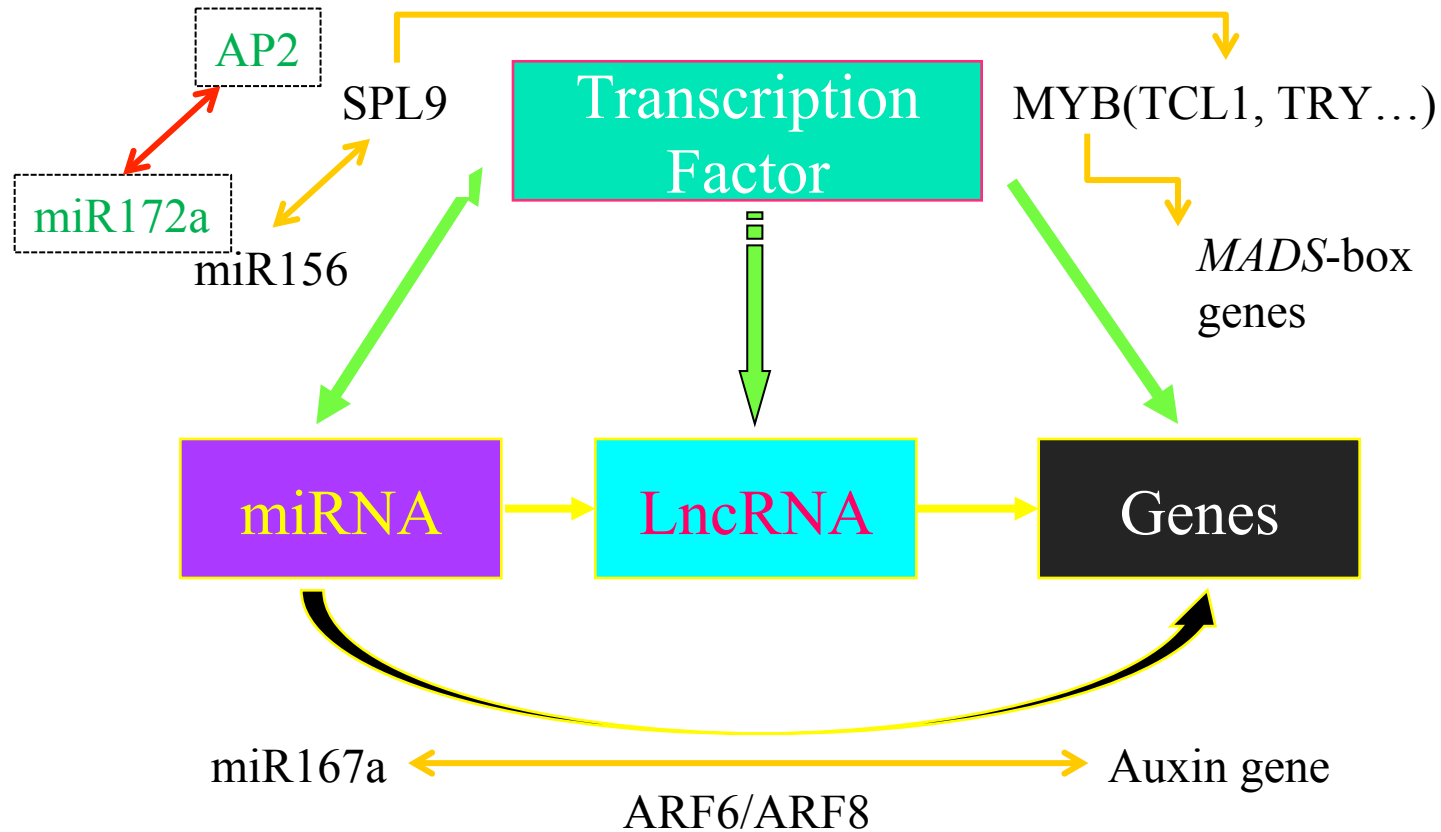 AP2
SPL9
Transcription
Factor
MYB(TCL1, TRY…)
miR172a
miR156
MADS-box
genes
miRNA
LncRNA
Genes
miR167a
Auxin gene
ARF6/ARF8